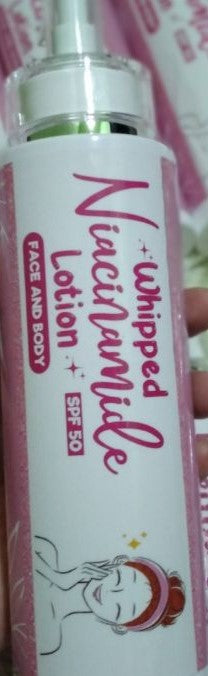 Whipped
Niacinamide
Lotion SPF 50
FACE AND BODY